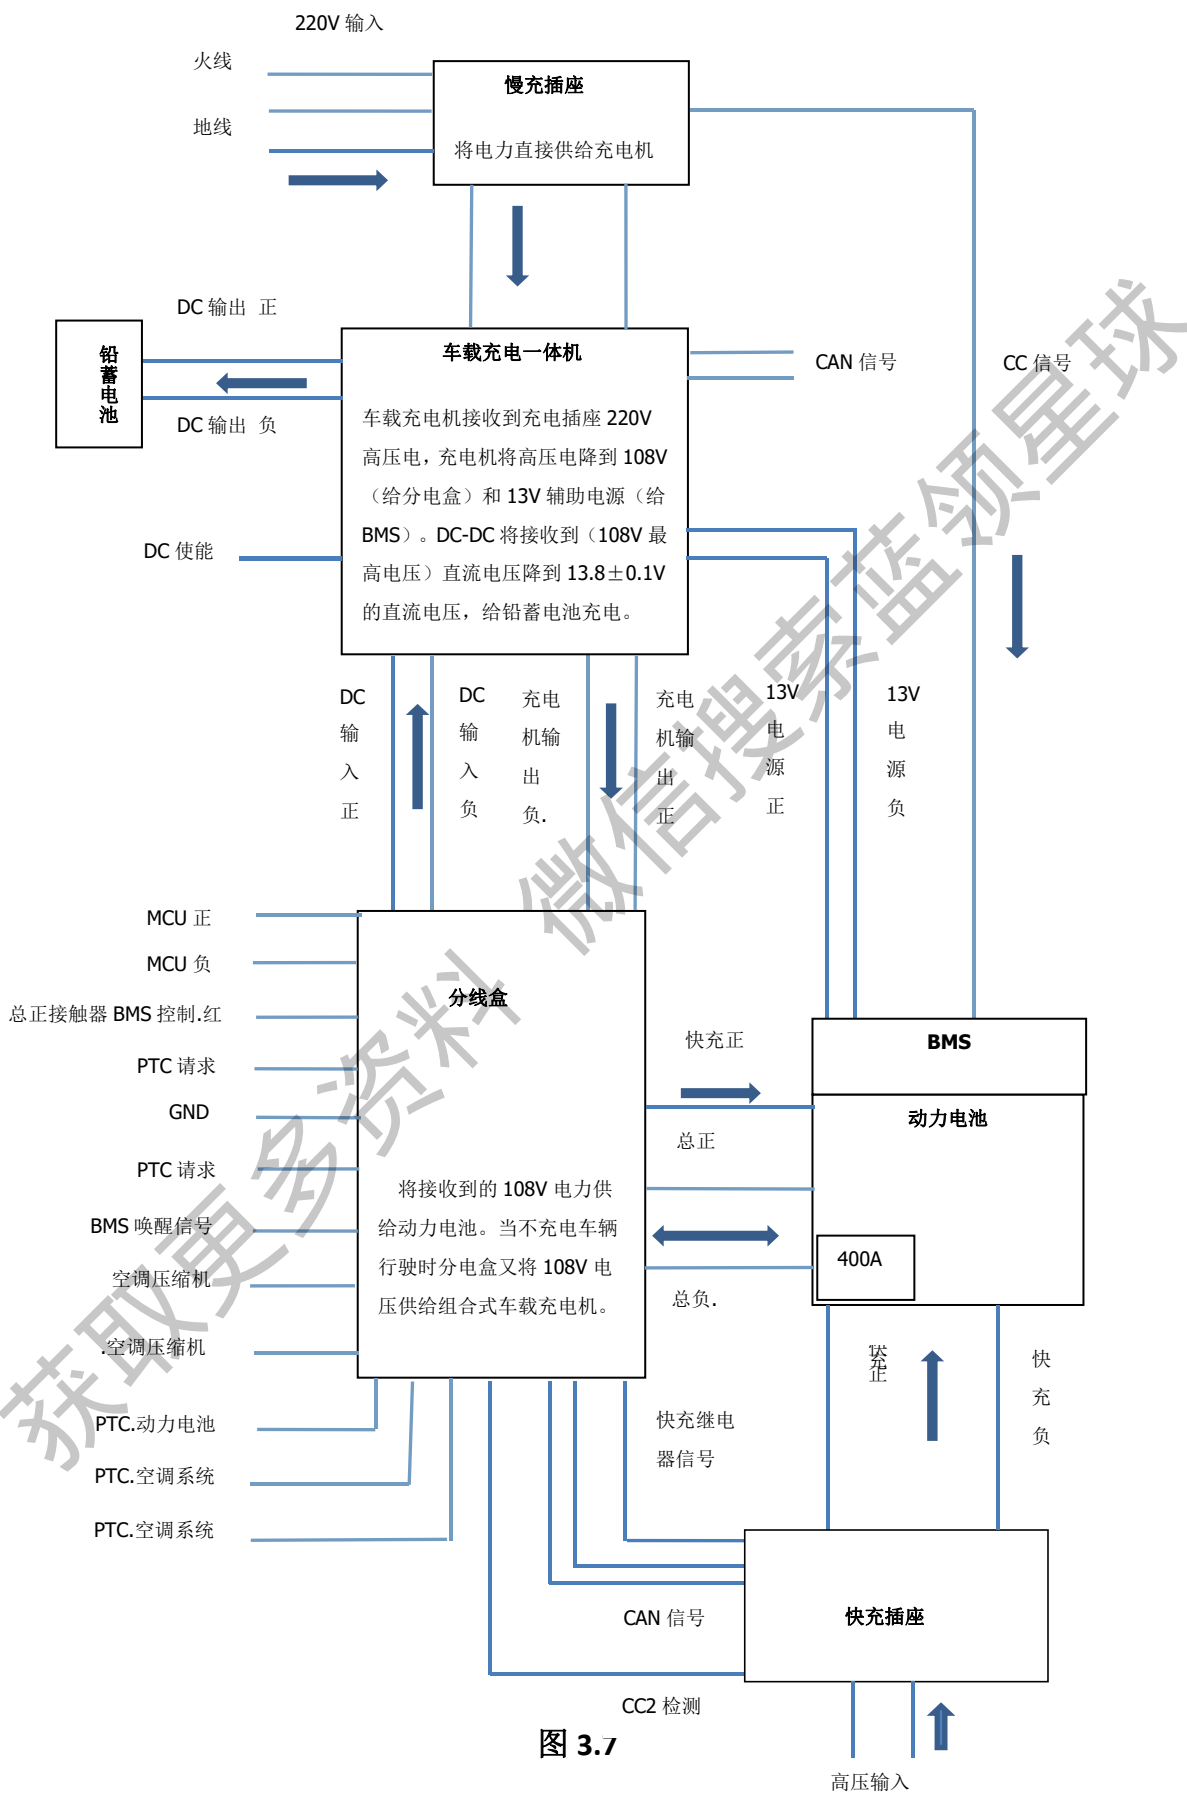 220V 输入
火线
慢充插座
地线
将电力直接供给充电机
DC 输出 正
铅蓄电池
车载充电一体机
CAN 信号
CC 信号
DC 输出 负
车载充电机接收到充电插座 220V
高压电，充电机将高压电降到 108V
（给分电盒）和 13V 辅助电源（给
BMS）。DC-DC 将接收到（108V 最
高电压）直流电压降到 13.8±0.1V
的直流电压，给铅蓄电池充电。
DC 使能
DC
输
入
正
DC
输
入
负
充电
机输
出
负.
充电
机输
出
正
13V
电
源
正
13V
电
源
负
MCU 正
MCU 负
总正接触器 BMS 控制.红
PTC 请求
GND
PTC 请求
BMS 唤醒信号
空调压缩机
.空调压缩机
分线盒
将接收到的 108V 电力供
给动力电池。当不充电车辆
行驶时分电盒又将 108V 电
压供给组合式车载充电机。
快充正
总正
总负.
BMS
动力电池
400A
充正
快
充
负
PTC.动力电池
PTC.空调系统
PTC.空调系统
快充继电
器信号
CAN 信号
快充插座
CC2 检测
图 3.7
高压输入
获取更多资料 微信搜索蓝领星球